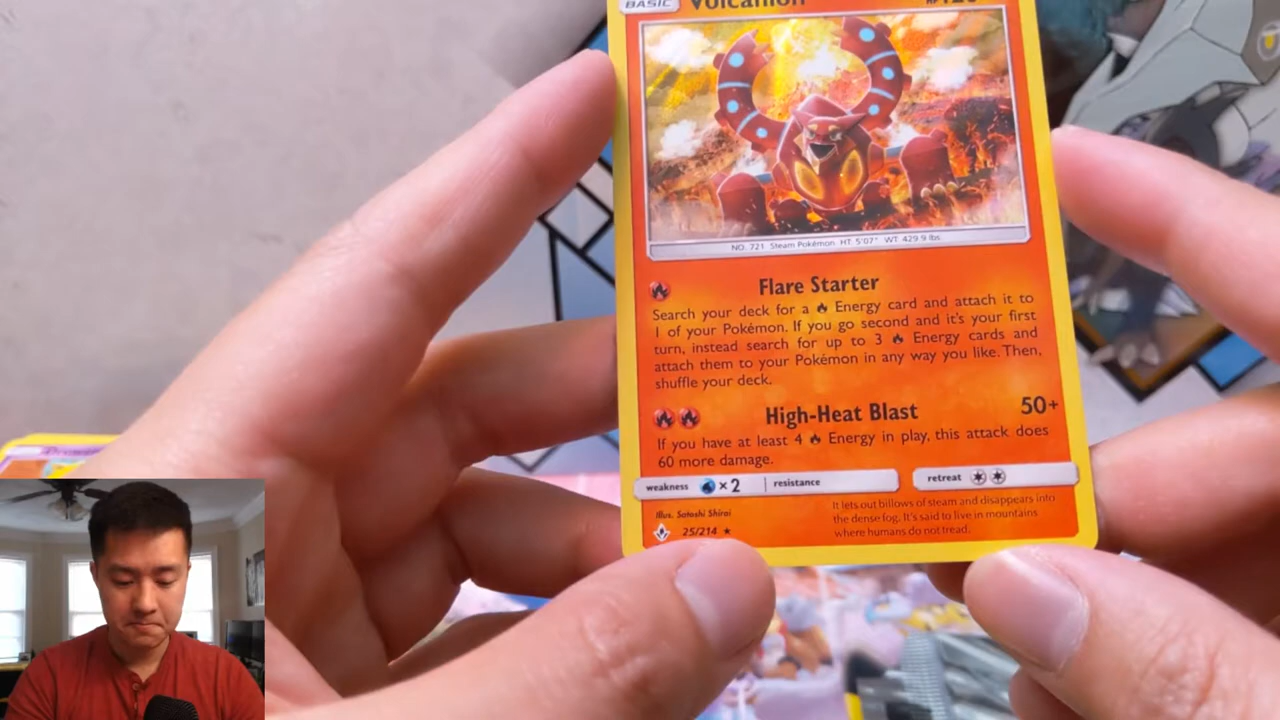 BASIC Volcanion HP120
NO. 721 Steam Pokémon HT: 5'07" WT: 429.9 lbs
Flare Starter
Search your deck for a Energy card and attach it to
1 of your Pokémon. If you go second and it's your first
turn, instead search for up to 3 Energy cards and
attach them to your Pokémon in any way you like. Then,
shuffle your deck.
High-Heat Blast 50+
If you have at least 4 Energy in play, this attack does
60 more damage.
weakness ×2 resistance retreat
Illus. Satoshi Shirai
25/214 ★
It lets out billows of steam and disappears into
the dense fog. It's said to live in mountains
where humans do not tread.